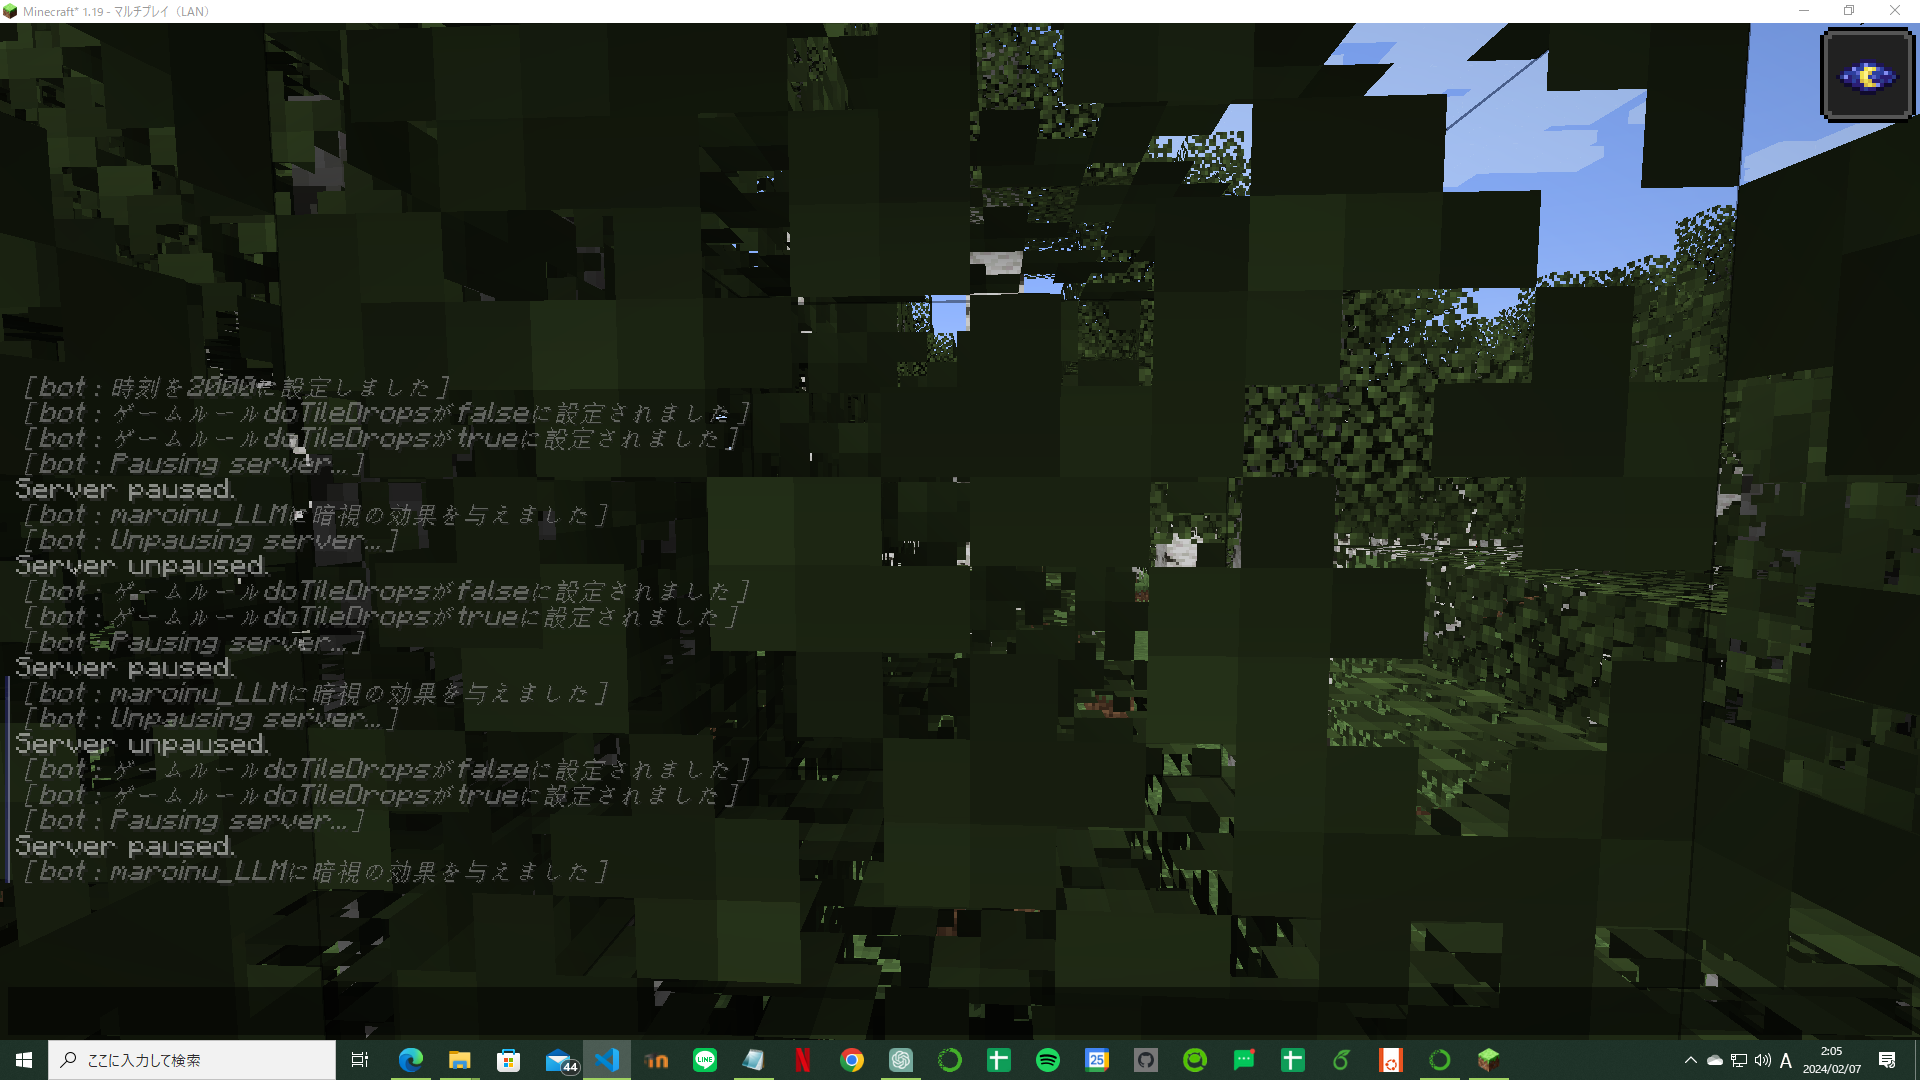 Minecraft* 1.19 - マルチプレイ (LAN)
[bot : 時刻を2000に設定しました]
[bot : ゲームルールdoTileDropsがfalseに設定されました]
[bot : ゲームルールdoTileDropsがtrueに設定されました]
[bot : Pausing server...]
Server paused.
[bot : maroinu_LLMに暗視の効果を与えました]
[bot : Unpausing server...]
Server unpaused.
[bot : ゲームルールdoTileDropsがfalseに設定されました]
[bot : ゲームルールdoTileDropsがtrueに設定されました]
[bot : Pausing server...]
Server paused.
[bot : maroinu_LLMに暗視の効果を与えました]
[bot : Unpausing server...]
Server unpaused.
[bot : ゲームルールdoTileDropsがfalseに設定されました]
[bot : ゲームルールdoTileDropsがtrueに設定されました]
[bot : Pausing server...]
Server paused.
[bot : maroinu_LLMに暗視の効果を与えました]
ここに入力して検索
44
LINE
N
25
A
2:05
2024/02/07